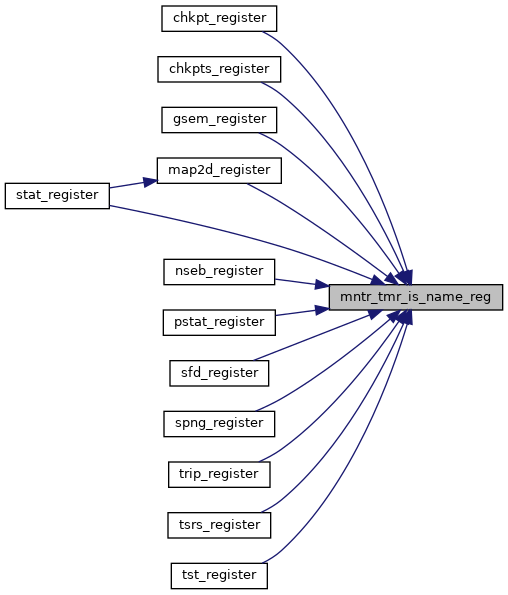 chkpt_register
chkpts_register
gsem_register
map2d_register
stat_register
nseb_register
mntr_tmr_is_name_reg
pstat_register
sfd_register
spng_register
trip_register
tsrs_register
tst_register